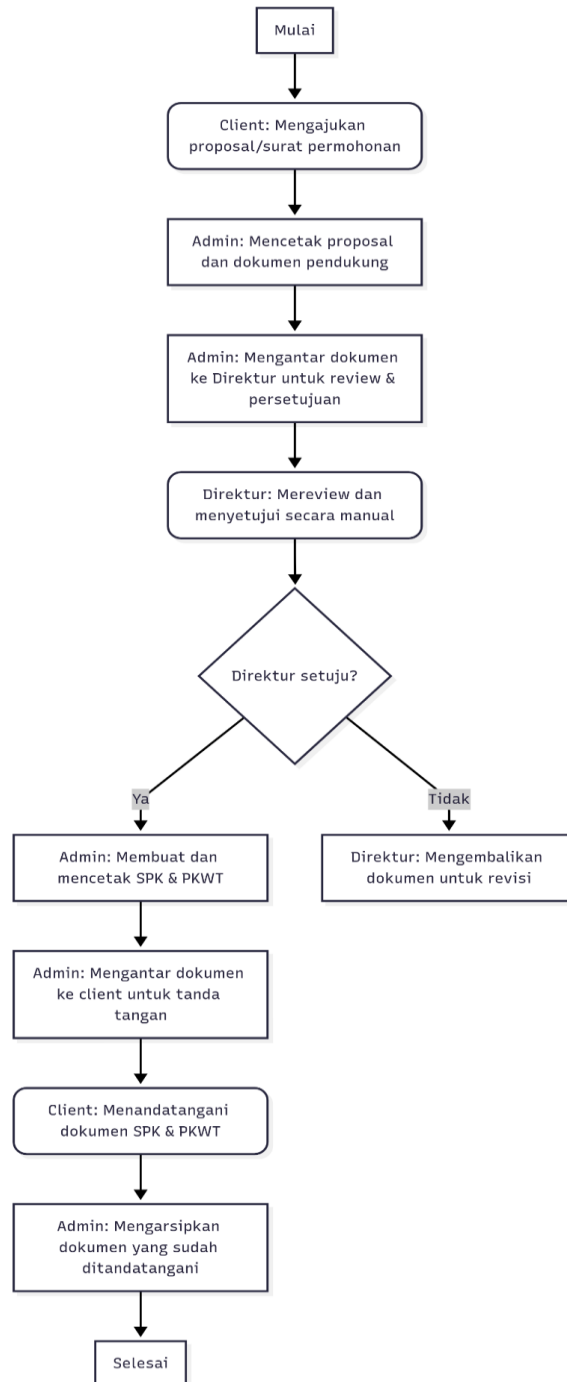 Mulai
Client: Mengajukan
proposal/surat permohonan
Admin: Mencetak proposal
dan dokumen pendukung
Admin: Mengantar dokumen
ke Direktur untuk review &
persetujuan
Direktur: Mereview dan
menyetujui secara manual
Direktur setuju?
Ya
Tidak
Admin: Membuat dan
mencetak SPK & PKWT
Direktur: Mengembalikan
dokumen untuk revisi
Admin: Mengantar dokumen
ke client untuk tanda
tangan
Client: Menandatangani
dokumen SPK & PKWT
Admin: Mengarsipkan
dokumen yang sudah
ditandatangani
Selesai